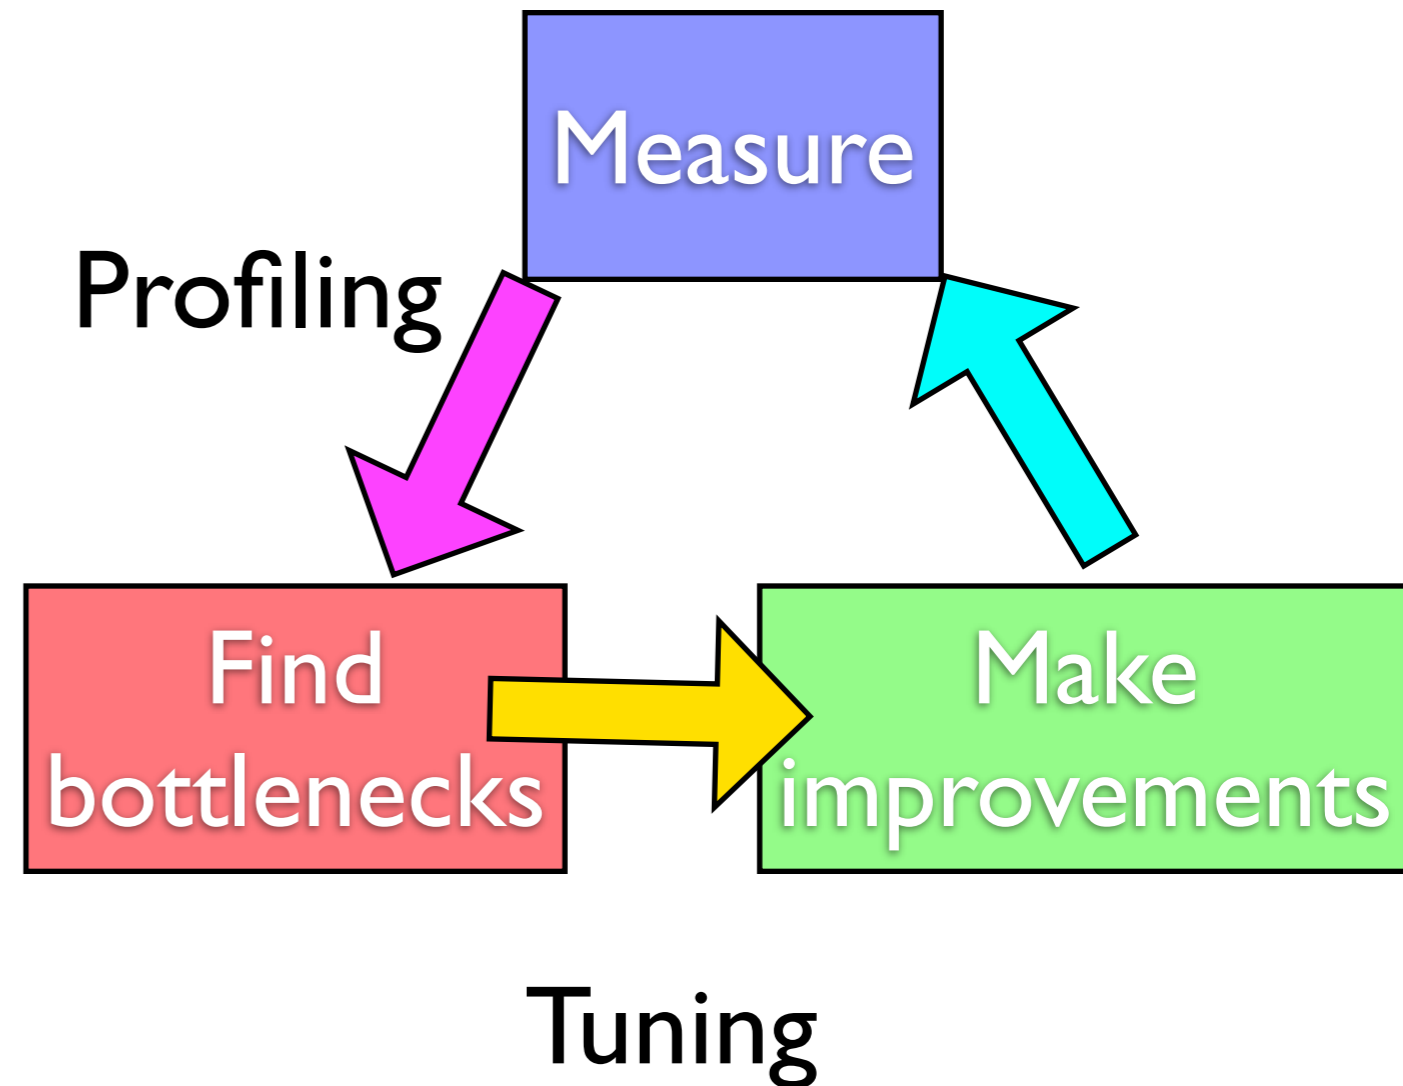 Measure
Profiling
Find
bottlenecks
Make
improvements
Tuning